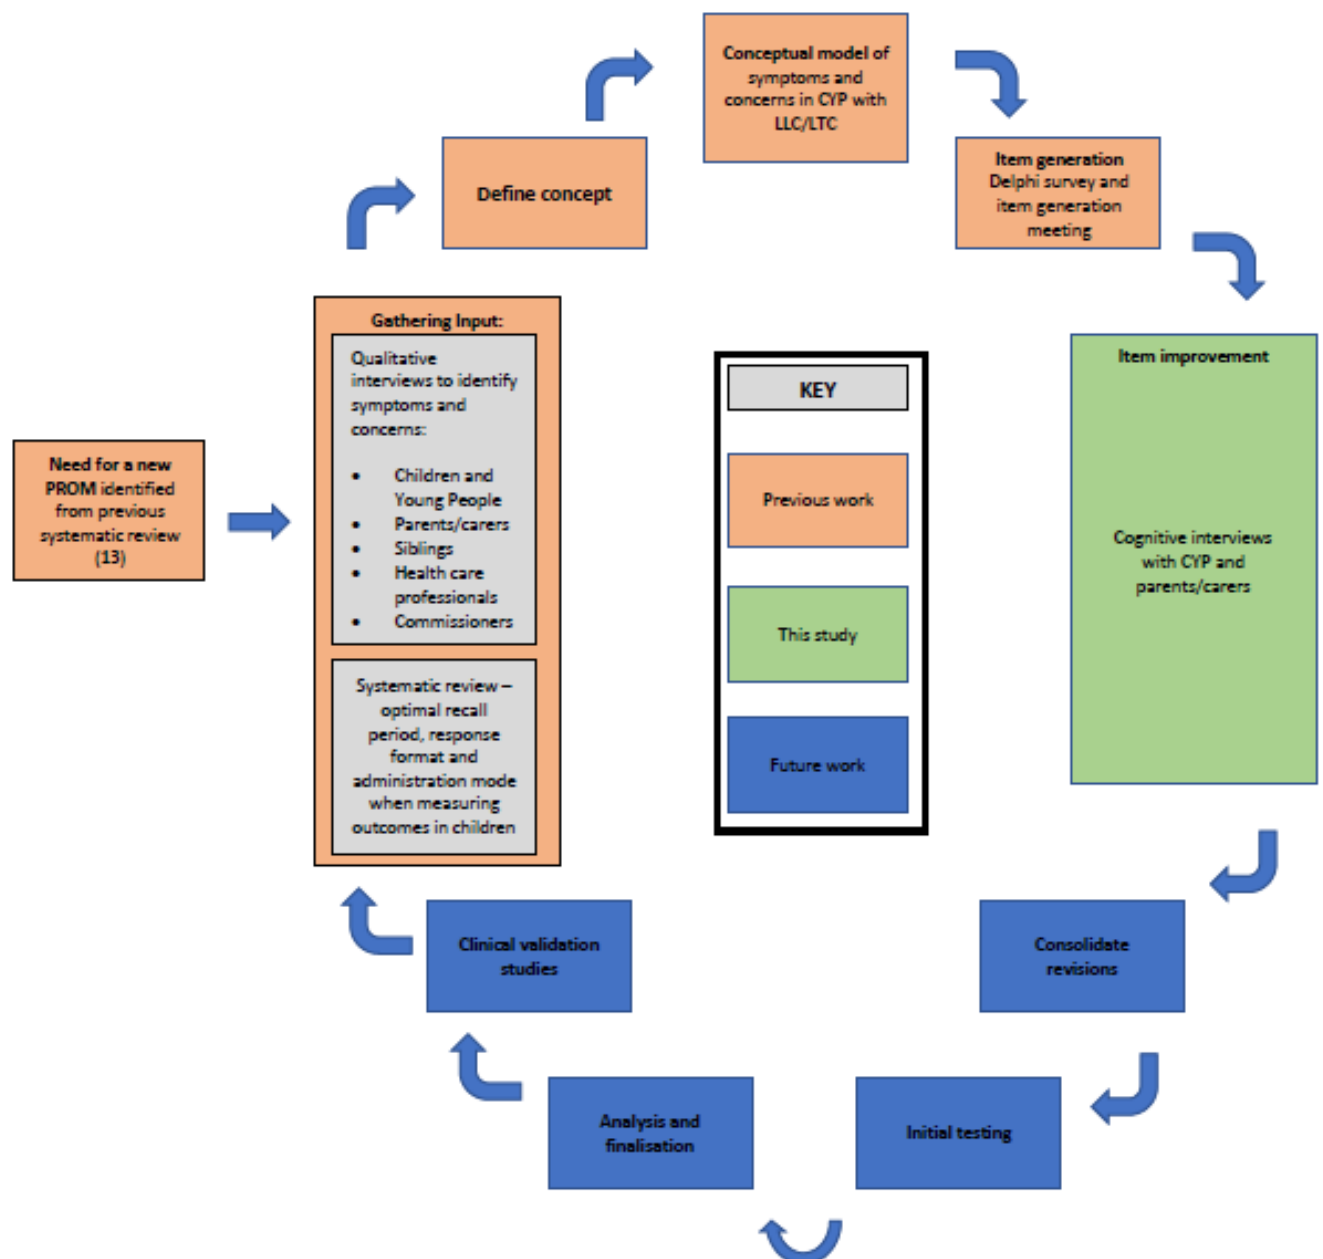 Need for a new
PROM identified
from previous
systematic review
(13)
Gathering Input:
Qualitative
interviews to identify
symptoms and
concerns:
• Children and
Young People
• Parents/carers
• Siblings
• Health care
professionals
• Commissioners
Systematic review –
optimal recall
period, response
format and
administration mode
when measuring
outcomes in children
Define concept
Conceptual model of
symptoms and
concerns in CYP with
LLC/LTC
Item generation
Delphi survey and
item generation
meeting
Item improvement
Cognitive interviews
with CYP and
parents/carers
Consolidate
revisions
Initial testing
Analysis and
finalisation
Clinical validation
studies
KEY
Previous work
This study
Future work